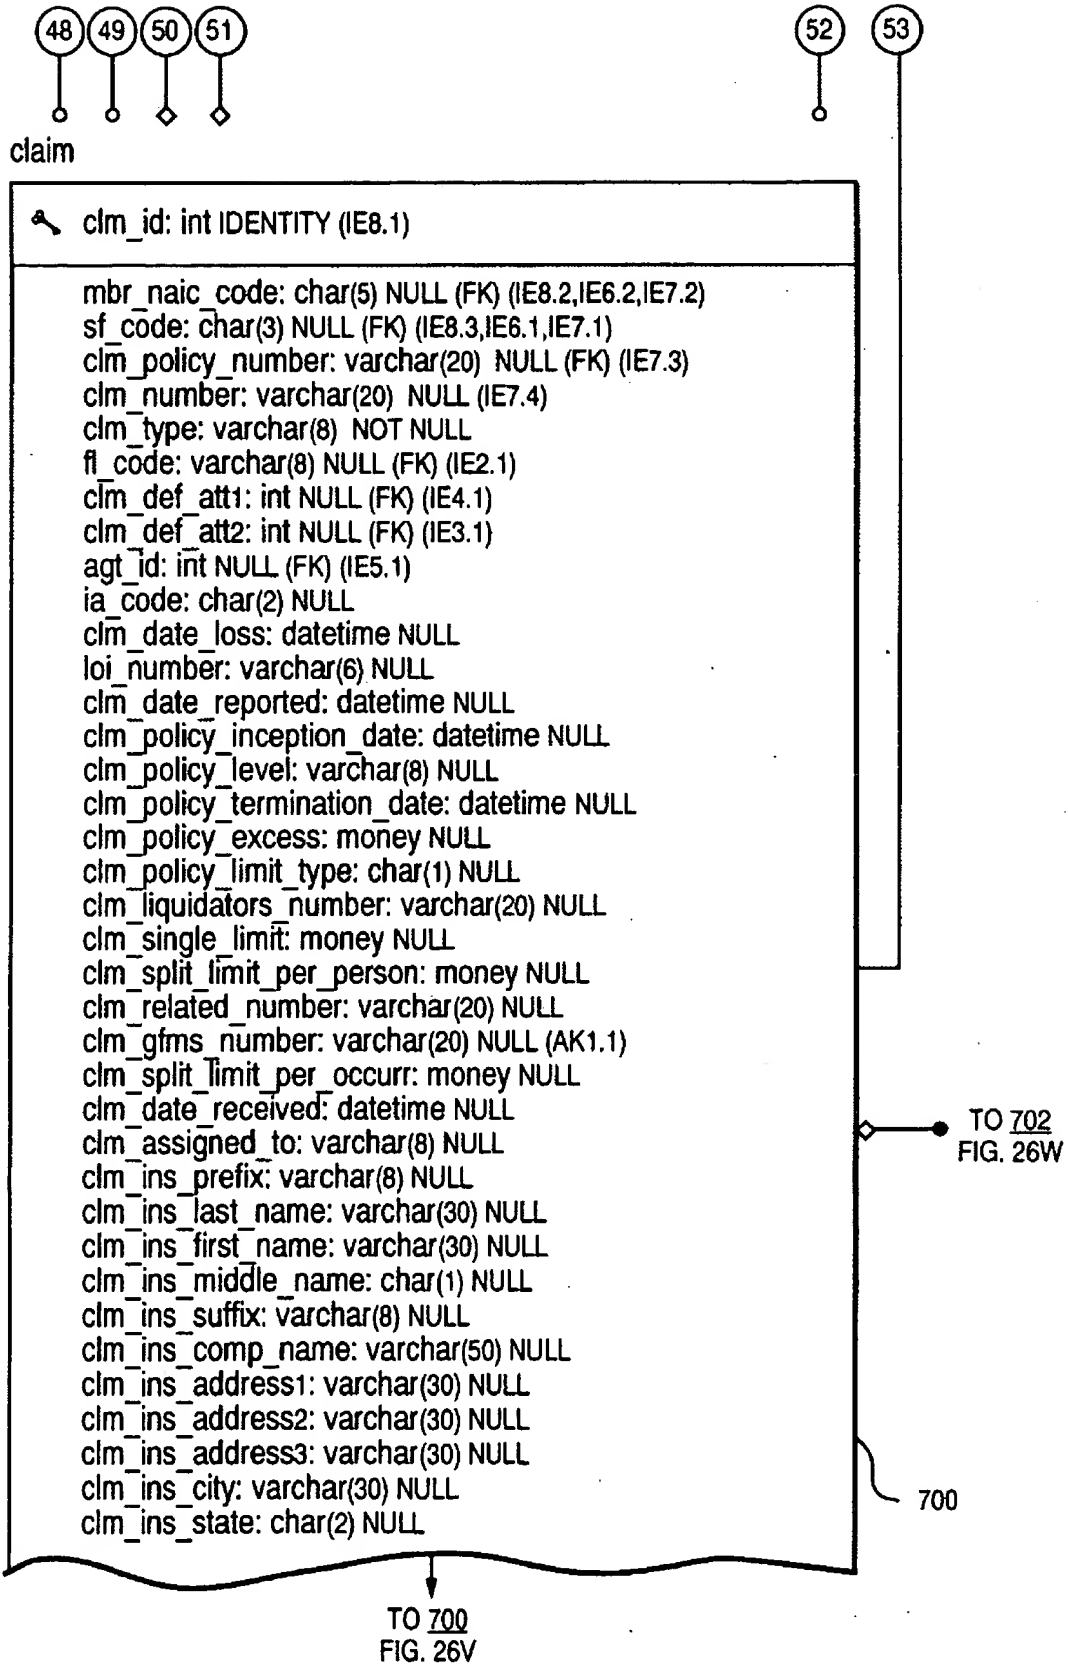 48 49 50 51 52 53
claim
clm_id: int IDENTITY (IE8.1)
mbr_naic_code: char(5) NULL (FK) (IE8.2,IE6.2,IE7.2)
sf_code: char(3) NULL (FK) (IE8.3,IE6.1,IE7.1)
clm_policy_number: varchar(20) NULL (FK) (IE7.3)
clm_number: varchar(20) NULL (IE7.4)
clm_type: varchar(8) NOT NULL
fl_code: varchar(8) NULL (FK) (IE2.1)
clm_def_att1: int NULL (FK) (IE4.1)
clm_def_att2: int NULL (FK) (IE3.1)
agt_id: int NULL (FK) (IE5.1)
ia_code: char(2) NULL
clm_date_loss: datetime NULL
loi_number: varchar(6) NULL
clm_date_reported: datetime NULL
clm_policy_inception_date: datetime NULL
clm_policy_level: varchar(8) NULL
clm_policy_termination_date: datetime NULL
clm_policy_excess: money NULL
clm_policy_limit_type: char(1) NULL
clm_liquidators_number: varchar(20) NULL
clm_single_limit: money NULL
clm_split_limit_per_person: money NULL
clm_related_number: varchar(20) NULL
clm_gfms_number: varchar(20) NULL (AK1.1)
clm_split_limit_per_occurr: money NULL
clm_date_received: datetime NULL
clm_assigned_to: varchar(8) NULL
clm_ins_prefix: varchar(8) NULL
clm_ins_last_name: varchar(30) NULL
clm_ins_first_name: varchar(30) NULL
clm_ins_middle_name: char(1) NULL
clm_ins_suffix: varchar(8) NULL
clm_ins_comp_name: varchar(50) NULL
clm_ins_address1: varchar(30) NULL
clm_ins_address2: varchar(30) NULL
clm_ins_address3: varchar(30) NULL
clm_ins_city: varchar(30) NULL
clm_ins_state: char(2) NULL
TO 702
FIG. 26W
700
TO 700
FIG. 26V